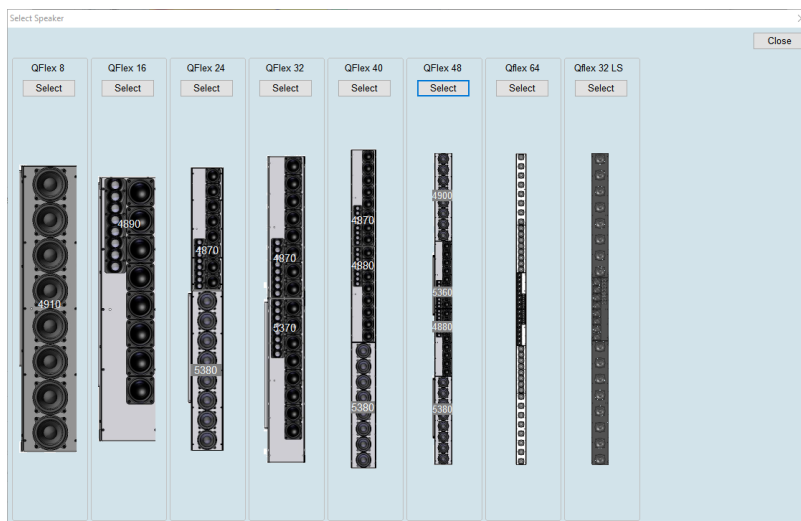 Select Speaker
Close
QFlex 8
QFlex 16
QFlex 24
QFlex 32
QFlex 40
QFlex 48
Qflex 64
Qflex 32 LS
Select
Select
Select
Select
Select
Select
Select
Select
4910
4890
4870
5380
4870
5370
4870
4880
5380
4900
5360
4880
5380